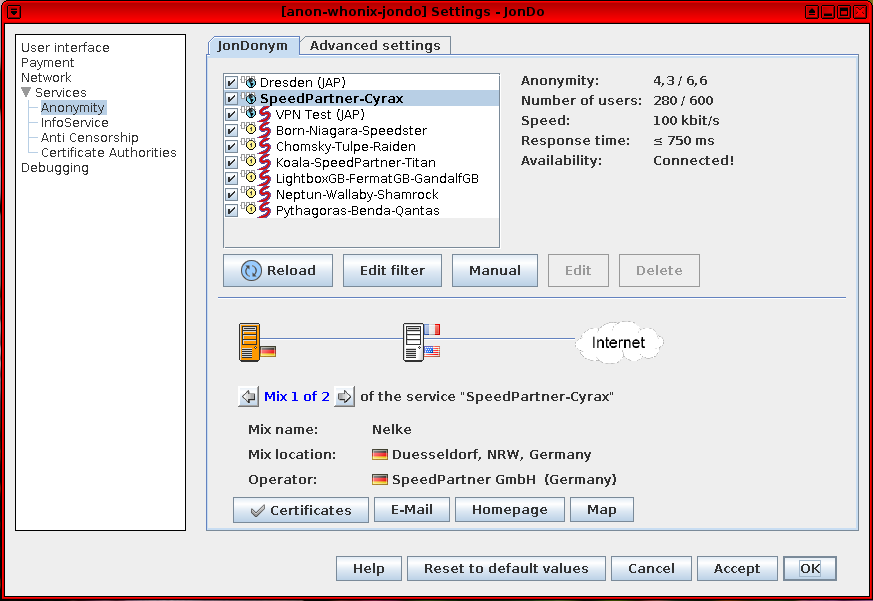 [anon-whonix-jondo] Settings - JonDo
User interface
Payment
Network
Services
Anonymity
InfoService
Anti Censorship
Certificate Authorities
Debugging
JonDonym
Advanced settings
Dresden (JAP)
SpeedPartner-Cyrax
VPN Test (JAP)
Born-Niagara-Speedster
Chomsky-Tulpe-Raiden
Koala-SpeedPartner-Titan
LightboxGB-FermatGB-GandalfGB
Neptun-Wallaby-Shamrock
Pythagoras-Benda-Qantas
Anonymity: 4,3 / 6,6
Number of users: 280 / 600
Speed: 100 kbit/s
Response time: ≤ 750 ms
Availability: Connected!
Reload
Edit filter
Manual
Edit
Delete
Internet
Mix 1 of 2 of the service "SpeedPartner-Cyrax"
Mix name: Nelke
Mix location: Duesseldorf, NRW, Germany
Operator: SpeedPartner GmbH (Germany)
Certificates
E-Mail
Homepage
Map
Help
Reset to default values
Cancel
Accept
OK